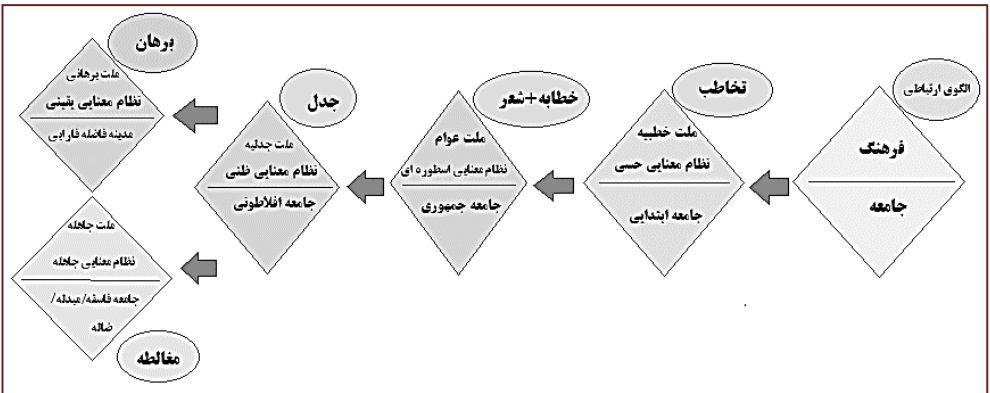 الگوی ارتباطی
فرهنگ
جامعه
تخاطب
ملت خطبیه
نظام معنایی حسی
جامعه ابتدایی
خطابه+شعر
ملت عوام
نظام معنایی اسطوره ای
جامعه جمهوری
جدل
ملت جدلیه
نظام معنایی ظنی
جامعه افلاطونی
برهان
ملت برهانی
نظام معنایی یقینی
مدینه فاضله فارابی
ملت جاهله
نظام معنایی جاهله
جامعه فاسقه/مبدله/
ضاله
مغالطه